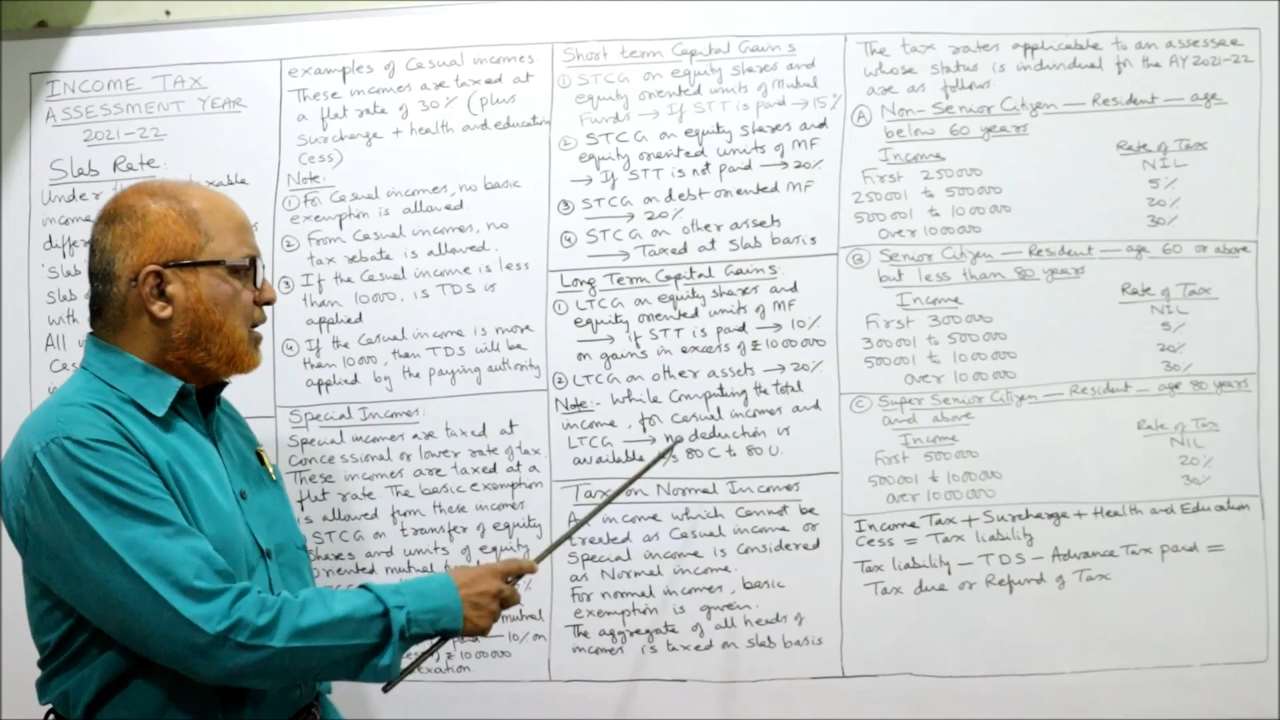 INCOME TAX
ASSESSMENT YEAR
2021-22
Slab Rate.
Under
income
'slab
slab
with
All
Cess
examples of Casual incomes
These incomes are taxed at
a flat rate of 30% (plus
surcharge + health and education
cess)
Note:
① For Casual incomes, no basic
exemption is allowed.
② From Casual incomes, no
tax rebate is allowed.
③ If the Casual income is less
than 10000, is TDS is
applied
④ If the Casual income is more
than 10000, then TDS will be
applied by the paying authority
Special Incomes:
Special incomes are taxed at
concessional or lower rate of tax.
These incomes are taxed at a
flat rate. The basic exemption
is allowed from these incomes.
STCG on transfer of equity
shares and units of equity
oriented mutual
mutual
10% on
₹ 1000000
Short term Capital Gains
① STCG on equity shares and
equity oriented units of Mutual
Funds → If STT is paid → 15%
② STCG on equity shares and
equity oriented units of MF
→ If STT is not paid → 20%
③ STCG on debt oriented MF
→ 20%
④ STCG on other assets
→ Taxed at slab basis
Long Term Capital Gains:
① LTCG on equity shares and
equity oriented units of MF
→ if STT is paid → 10%
on gains in excess of ₹ 1000000
② LTCG on other assets → 20%
Note:- While Computing the total
income, for casual incomes and
LTCG → no deduction is
available u/s 80 C to 80 U.
Tax on Normal Incomes
An income which cannot be
treated as Casual income or
Special income is considered
as Normal income.
For normal incomes, basic
exemption is given.
The aggregate of all heads of
incomes is taxed on slab basis
The tax rates applicable to an assessee
whose status is individual for the AY 2021-22
are as follows.
Ⓐ Non-Senior Citizen — Resident — age
below 60 years
Income Rate of Tax
First 250000 NIL
250001 to 500000 5%
500001 to 1000000 20%
Over 1000000 30%
Ⓑ Senior Citizen — Resident — age 60 or above
but less than 80 years
Income Rate of Tax
First 300000 NIL
300001 to 500000 5%
500001 to 1000000 20%
over 1000000 30%
Ⓒ Super Senior Citizen — Resident — age 80 years
and above
Income Rate of Tax
First 500000 NIL
500001 to 1000000 20%
over 1000000 30%
Income Tax + Surcharge + Health and Education
Cess = Tax liability
Tax liability — TDS — Advance Tax paid =
Tax due or Refund of Tax